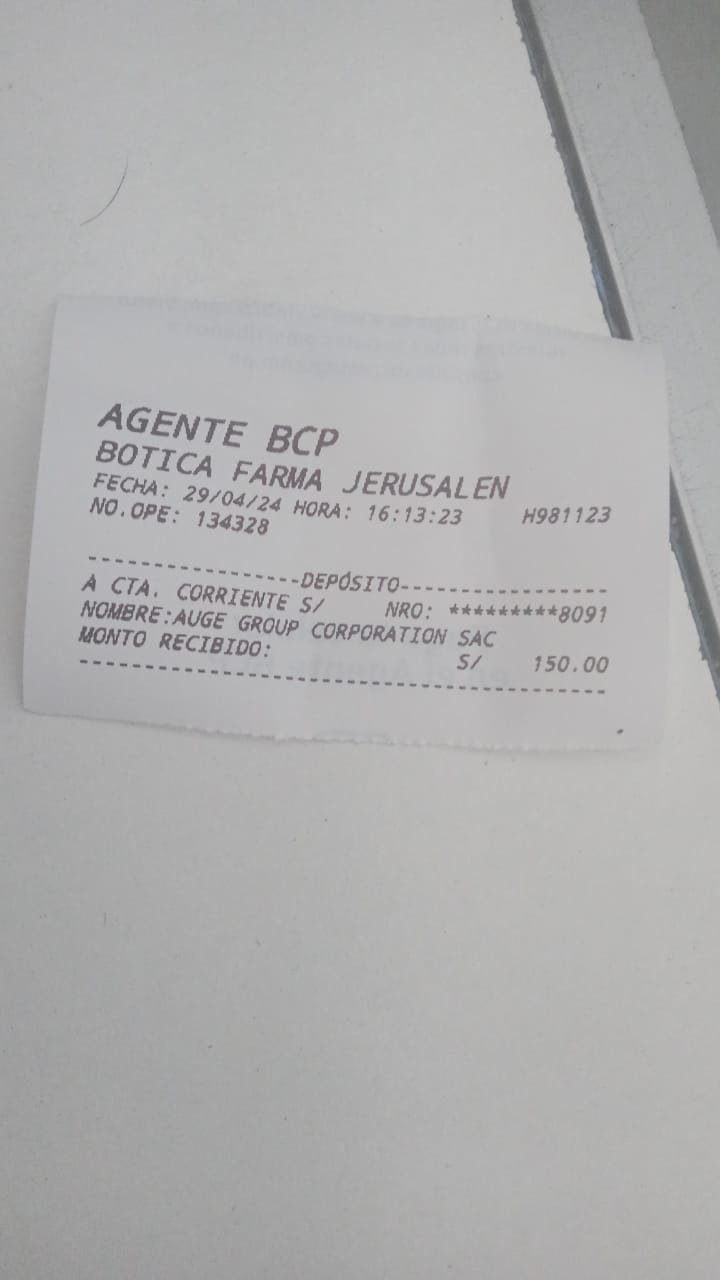 AGENTE BCP
BOTICA FARMA JERUSALEN
FECHA: 29/04/24 HORA: 16:13:23 H981123
NO.OPE: 134328
-----------------DEPÓSITO-----------------
A CTA. CORRIENTE S/ NRO: *********8091
NOMBRE:AUGE GROUP CORPORATION SAC
MONTO RECIBIDO: S/ 150.00